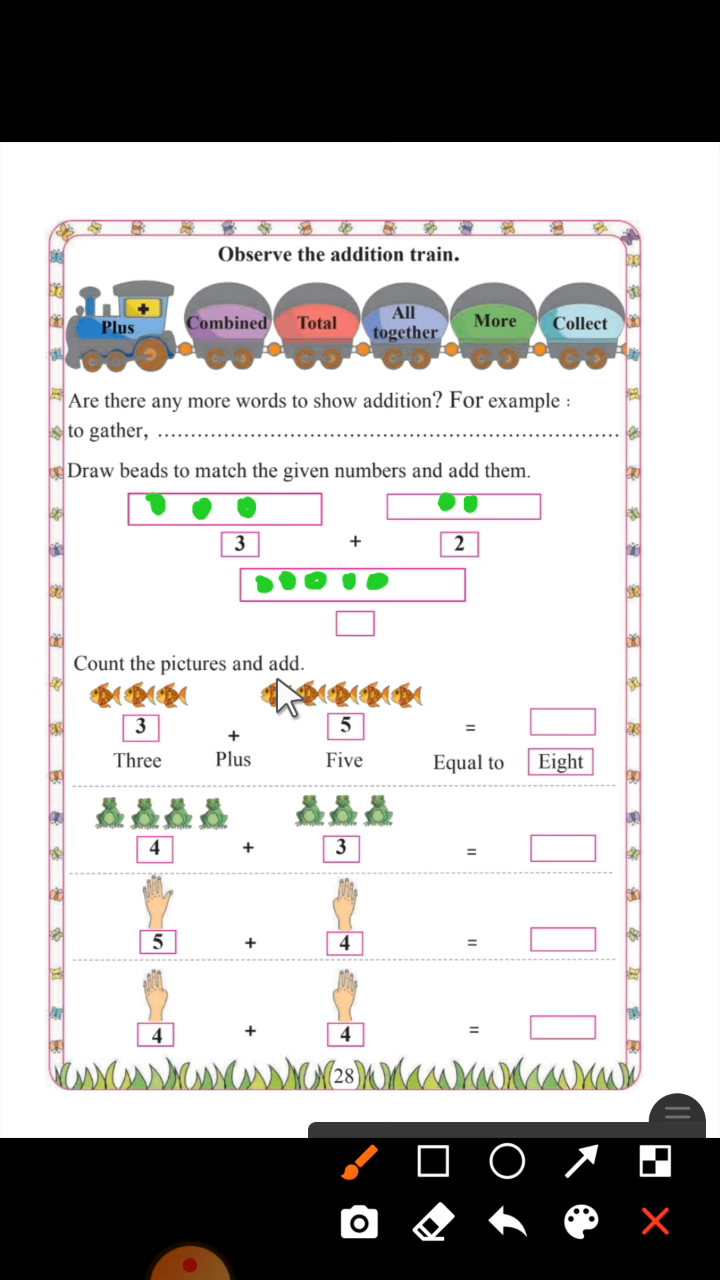 Observe the addition train.
Plus Combined Total All together More Collect
Are there any more words to show addition? For example :
to gather, ..........................................................................
Draw beads to match the given numbers and add them.
3 + 2
Count the pictures and add.
3 + 5 =
Three Plus Five Equal to Eight
4 + 3 =
5 + 4 =
4 + 4 =
28